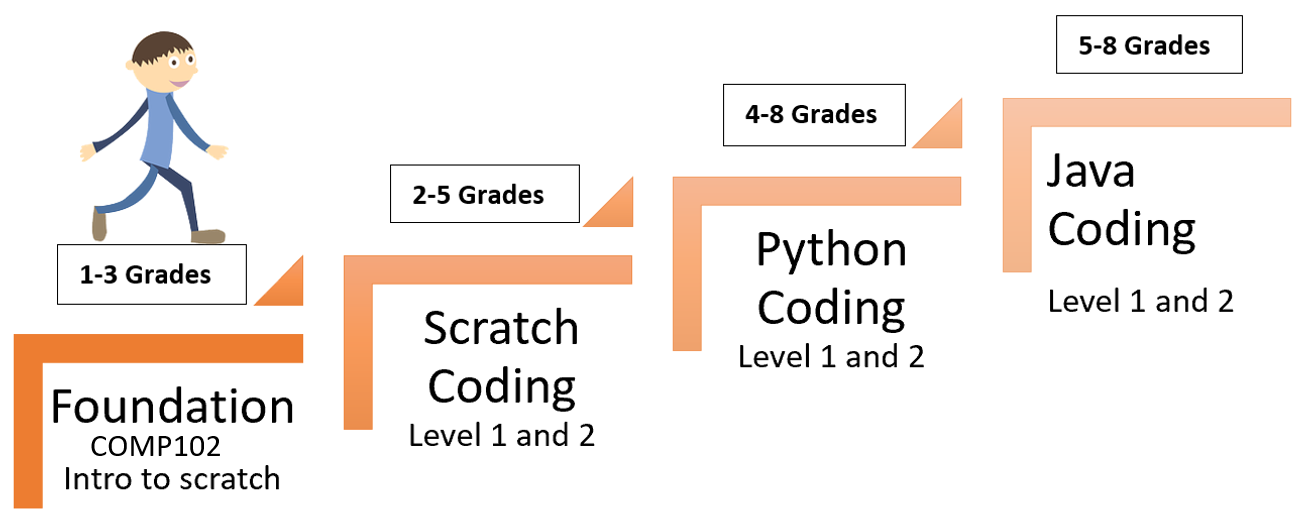 1-3 Grades
Foundation
COMP102
Intro to scratch
2-5 Grades
Scratch
Coding
Level 1 and 2
4-8 Grades
Python
Coding
Level 1 and 2
5-8 Grades
Java
Coding
Level 1 and 2